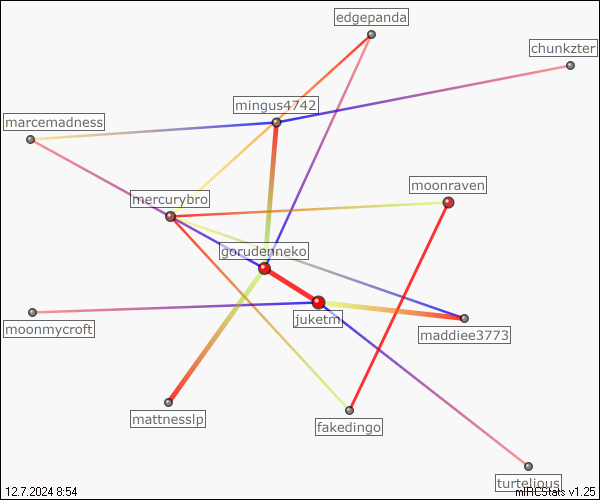 edgepanda
chunkzter
mingus4742
marcemadness
moonraven
mercurybro
gorudenneko
juketm
moonmycroft
maddiee3773
mattnesslp
fakedingo
turtelious
12.7.2024 8:54
mIRCStats v1.25